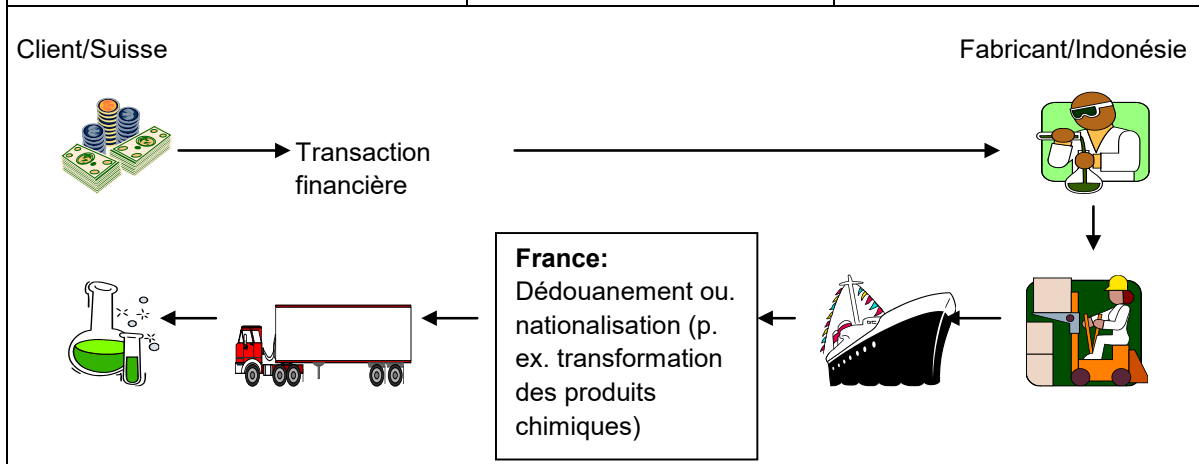 Client/Suisse
Fabricant/Indonésie
Transaction
financière
France:
Dédouanement ou.
nationalisation (p.
ex. transformation
des produits
chimiques)